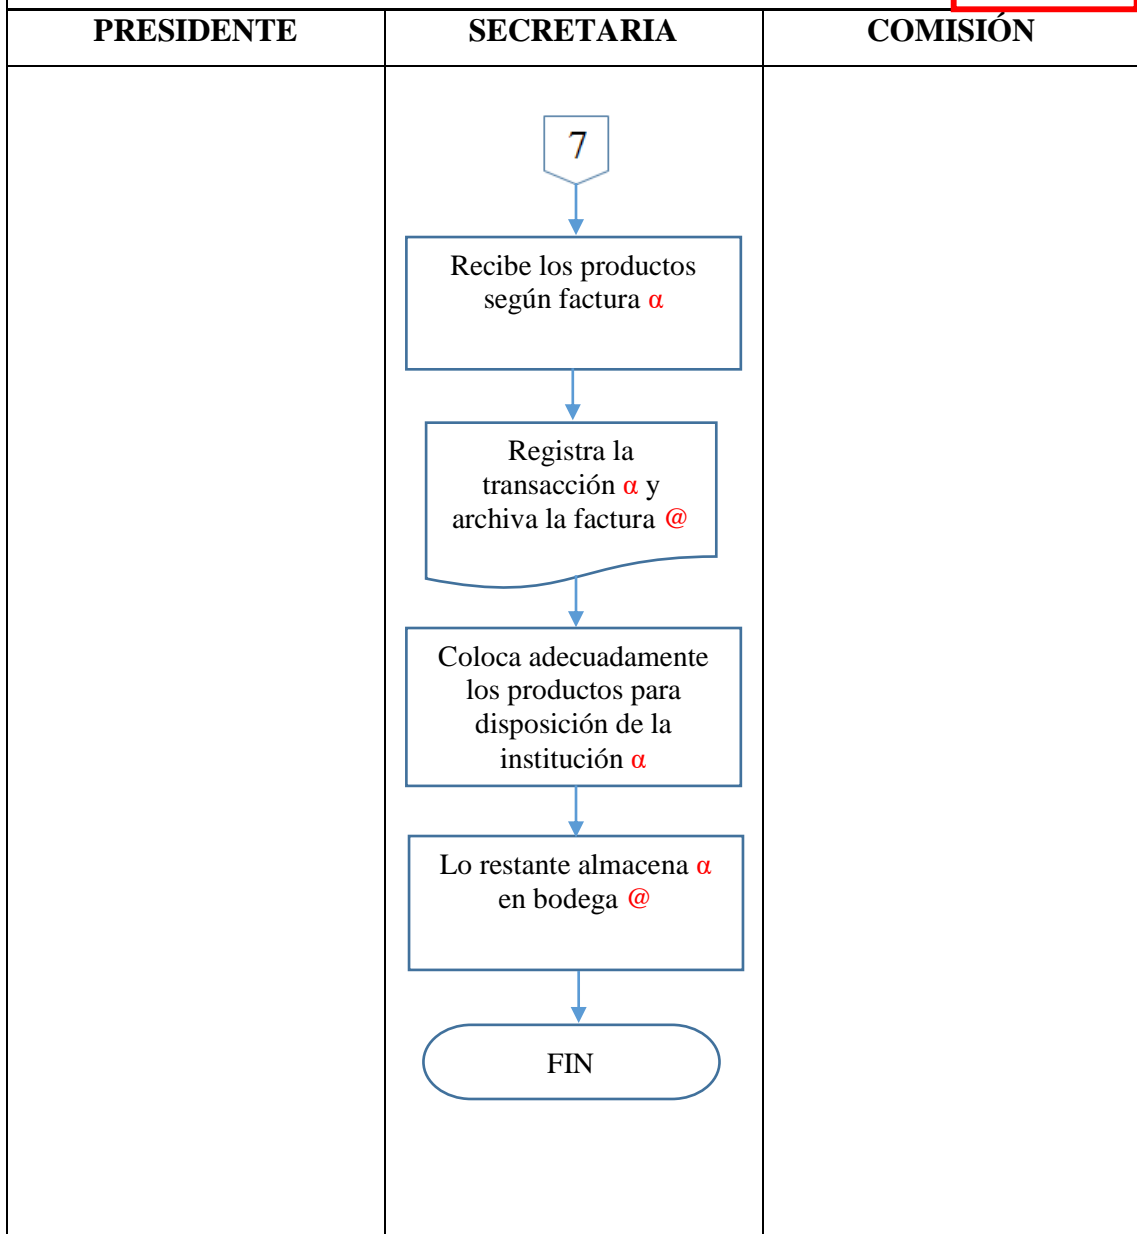 PRESIDENTE
SECRETARIA
COMISIÓN
7
Recibe los productos
según factura α
Registra la
transacción α y
archiva la factura @
Coloca adecuadamente
los productos para
disposición de la
institución α
Lo restante almacena α
en bodega @
FIN